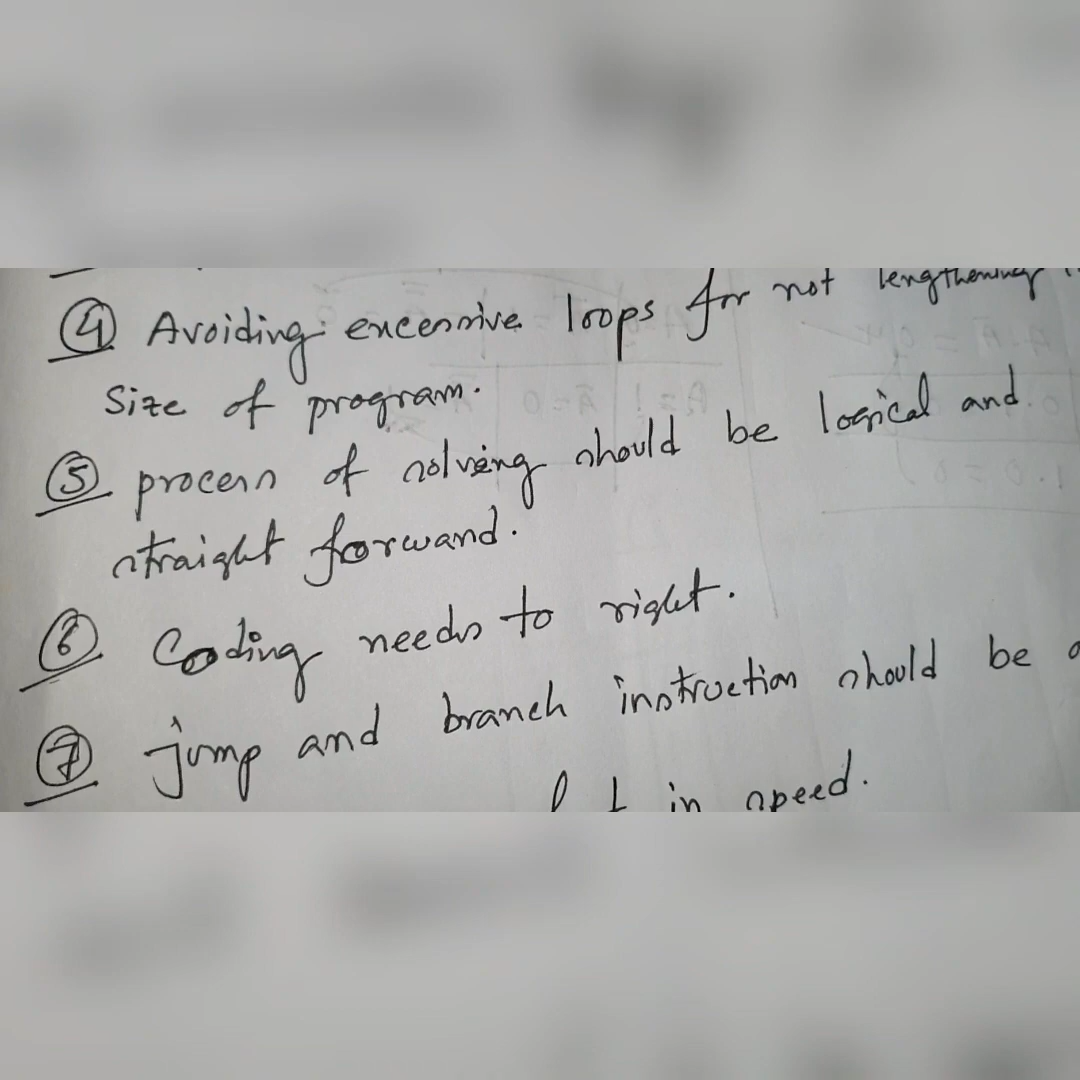 ④ Avoiding excessive loops for not lengthening
Size of program.
⑤ process of solving should be logical and
straight forward.
⑥ Coding needs to right.
⑦ jump and branch instruction should be
in speed.